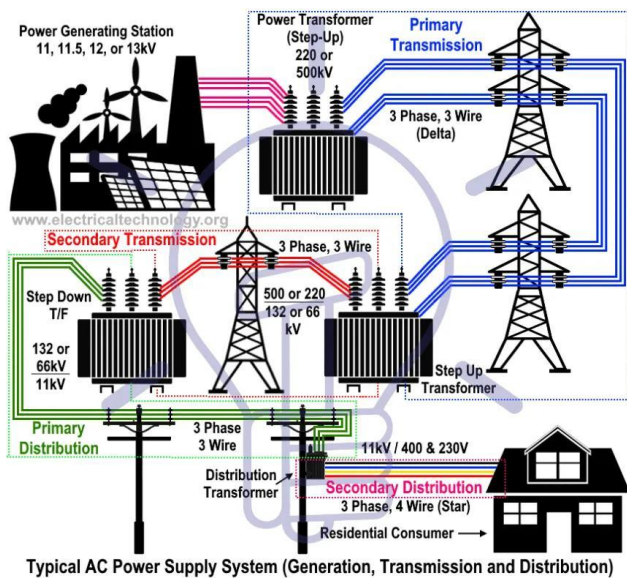 Power Generating Station
11, 11.5, 12, or 13kV
Power Transformer
(Step-Up)
220 or
500kV
Primary
Transmission
3 Phase, 3 Wire
(Delta)
www.electricaltechnology.org
Secondary Transmission
3 Phase, 3 Wire
Step Down
T/F
132 or
66kV
11kV
500 or 220
132 or 66
kV
Step Up
Transformer
Primary
Distribution
3 Phase
3 Wire
11kV / 400 & 230V
Distribution
Transformer
Secondary Distribution
3 Phase, 4 Wire (Star)
Residential Consumer
Typical AC Power Supply System (Generation, Transmission and Distribution)